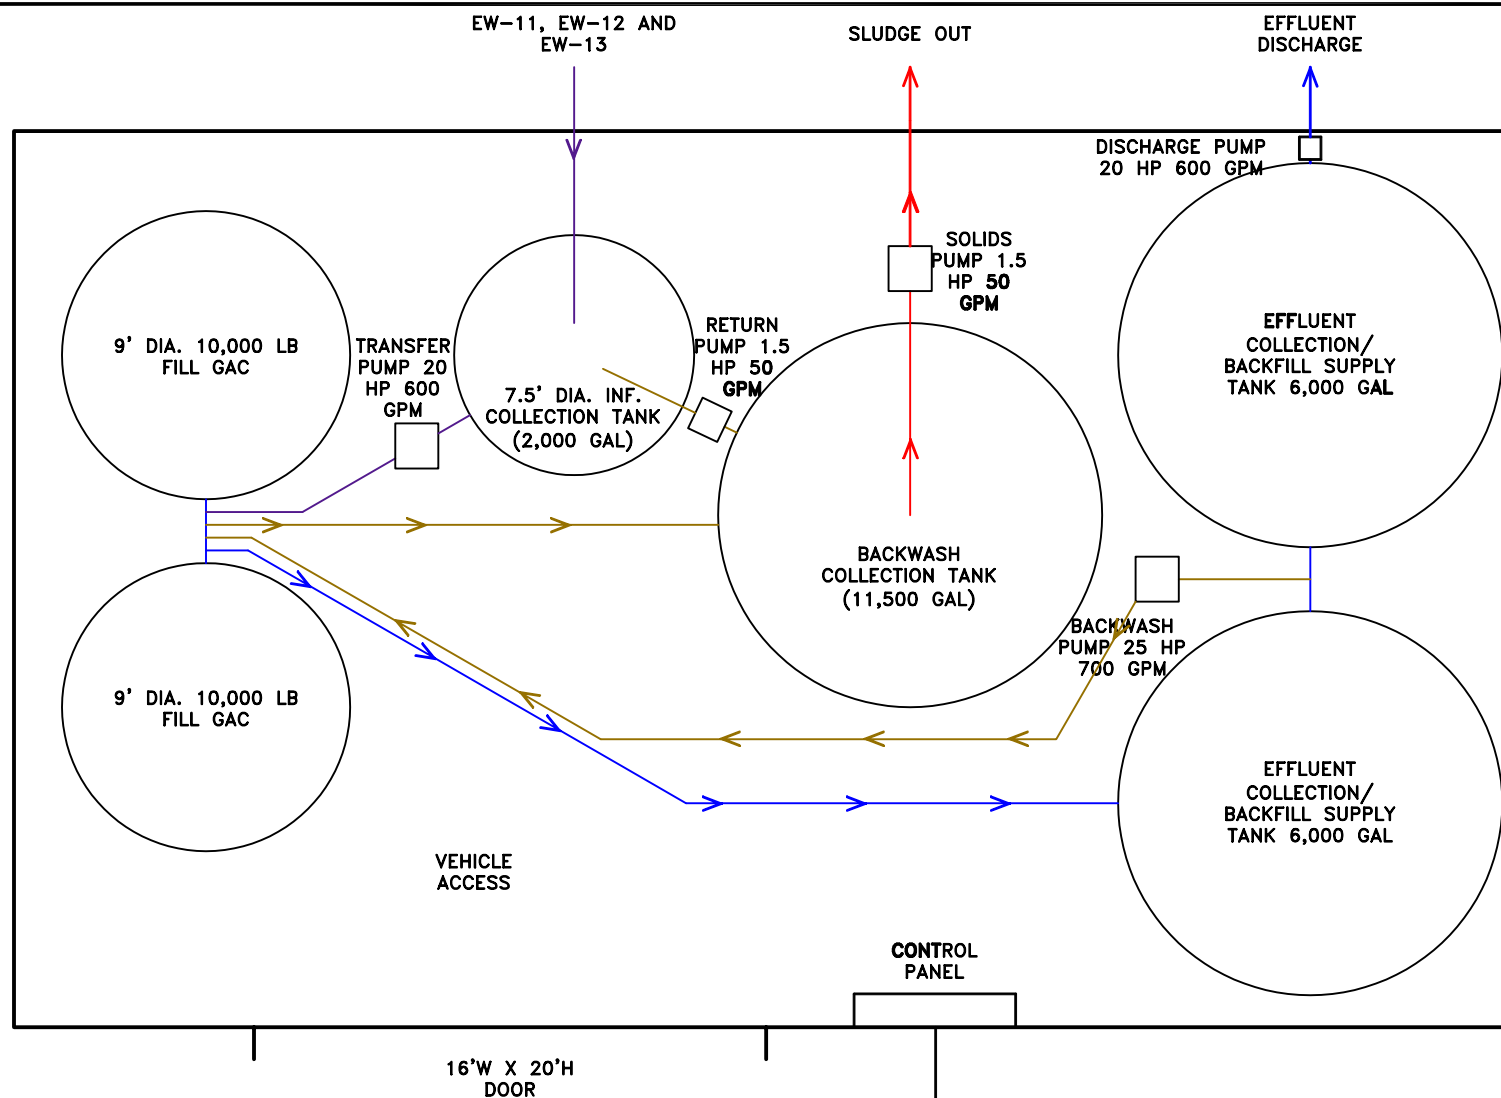 EW-11, EW-12 AND
EW-13
SLUDGE OUT
EFFLUENT
DISCHARGE
DISCHARGE PUMP
20 HP 600 GPM
SOLIDS
PUMP 1.5
HP 50
GPM
9' DIA. 10,000 LB
FILL GAC
TRANSFER
PUMP 20
HP 600
GPM
7.5' DIA. INF.
COLLECTION TANK
(2,000 GAL)
RETURN
PUMP 1.5
HP 50
GPM
EFFLUENT
COLLECTION/
BACKFILL SUPPLY
TANK 6,000 GAL
BACKWASH
COLLECTION TANK
(11,500 GAL)
BACKWASH
PUMP 25 HP
700 GPM
9' DIA. 10,000 LB
FILL GAC
EFFLUENT
COLLECTION/
BACKFILL SUPPLY
TANK 6,000 GAL
VEHICLE
ACCESS
CONTROL
PANEL
16'W X 20'H
DOOR